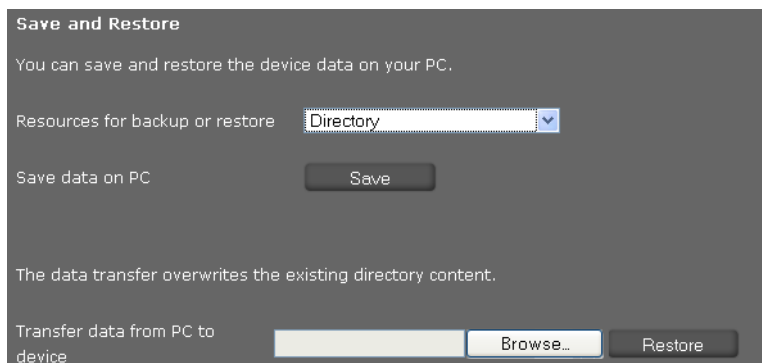 Save and Restore
You can save and restore the device data on your PC.
Resources for backup or restore Directory
Save data on PC Save
The data transfer overwrites the existing directory content.
Transfer data from PC to
device Browse... Restore